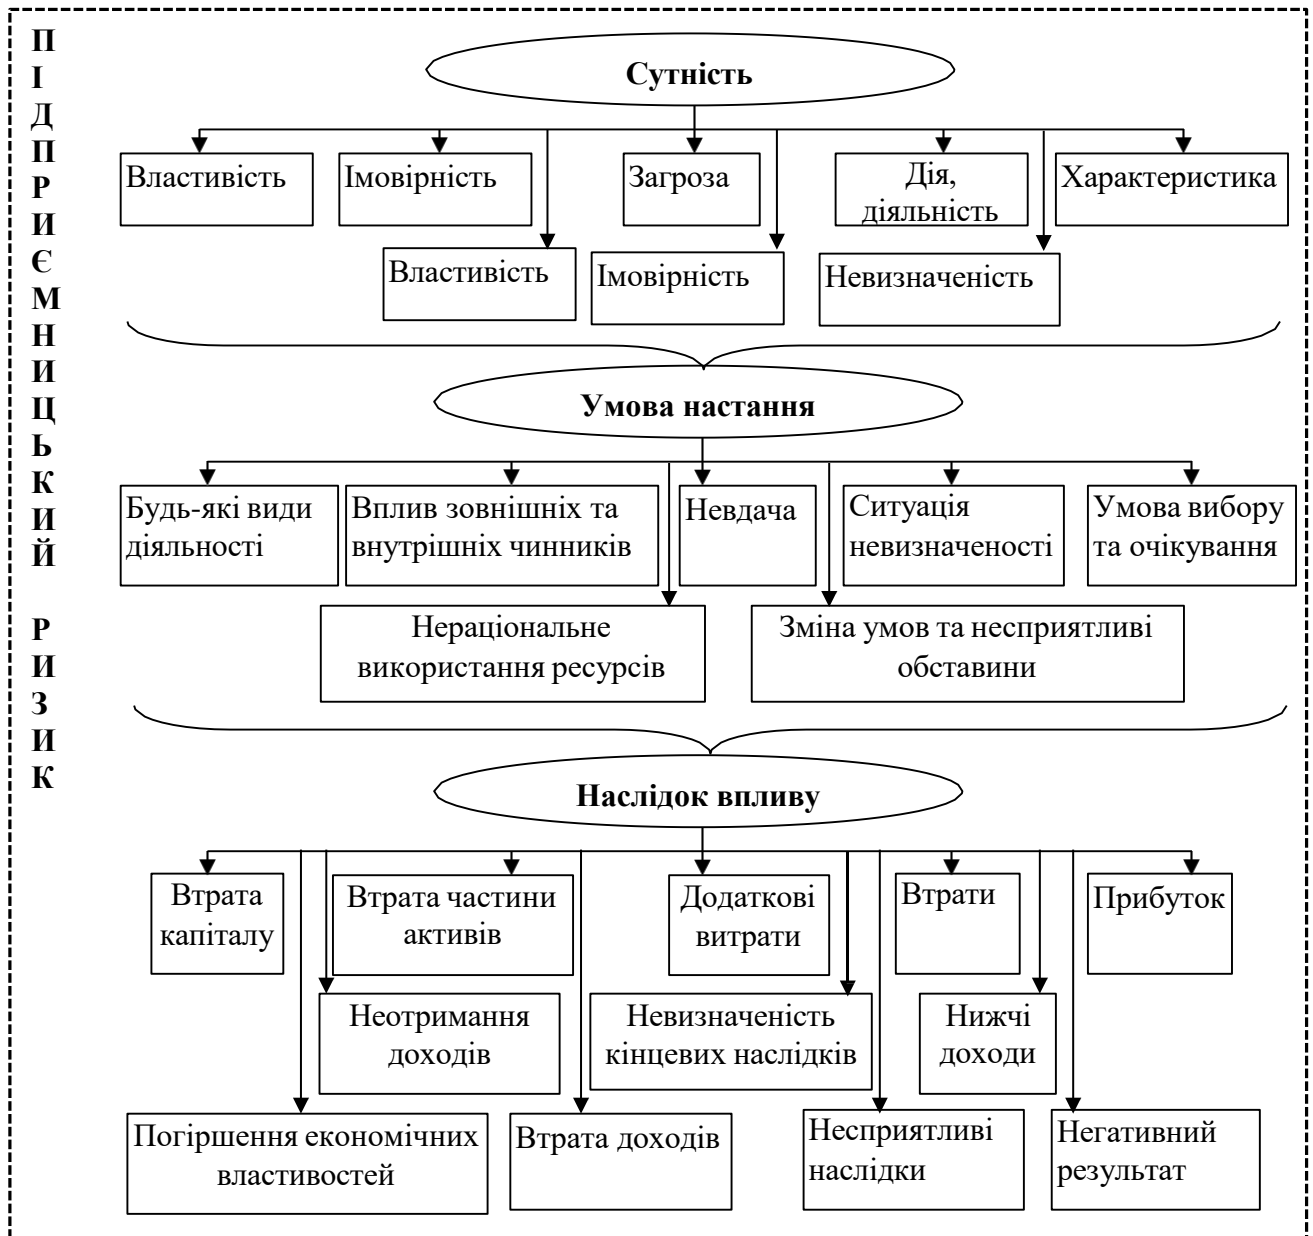 ПІДПРИЄМНИЦЬКИЙ РИЗИК
Сутність
Властивість
Імовірність
Загроза
Дія,
діяльність
Характеристика
Властивість
Імовірність
Невизначеність
Умова настання
Будь-які види
діяльності
Вплив зовнішніх та
внутрішніх чинників
Невдача
Ситуація
невизначеності
Умова вибору
та очікування
Нераціональне
використання ресурсів
Зміна умов та несприятливі
обставини
Наслідок впливу
Втрата
капіталу
Втрата частини
активів
Додаткові
витрати
Втрати
Прибуток
Неотримання
доходів
Невизначеність
кінцевих наслідків
Нижчі
доходи
Погіршення економічних
властивостей
Втрата доходів
Несприятливі
наслідки
Негативний
результат